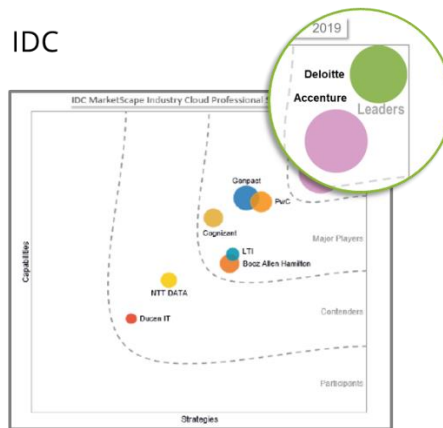 IDC
2019
IDC MarketScape Industry Cloud Professional
Deloitte
Accenture
Leaders
Genpact
PwC
Cognizant
Major Players
LTI
Booz Allen Hamilton
NTT DATA
Ducen IT
Contenders
Participants
Capabilities
Strategies